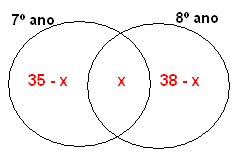 7º ano
8º ano
35 - x
x
38 - x